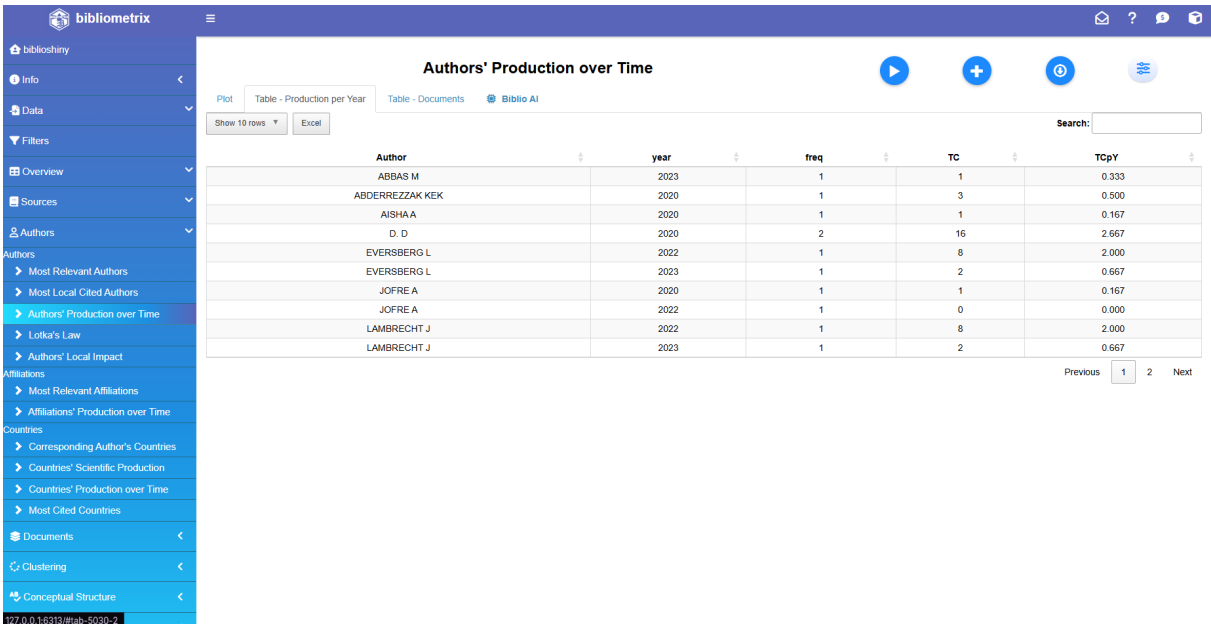 bibliometrix
biblioshiny
Info
Data
Filters
Overview
Sources
Authors
Authors
Most Relevant Authors
Most Local Cited Authors
Authors' Production over Time
Lotka's Law
Authors' Local Impact
Affiliations
Most Relevant Affiliations
Affiliations' Production over Time
Countries
Corresponding Author's Countries
Countries' Scientific Production
Countries' Production over Time
Most Cited Countries
Documents
Clustering
Conceptual Structure
127.0.0.1:6313/#tab-5030-2
Authors' Production over Time
Plot Table - Production per Year Table - Documents Biblio AI
Show 10 rows Excel Search:
Author year freq TC TCpY
ABBAS M 2023 1 1 0.333
ABDERREZZAK KEK 2020 1 3 0.500
AISHA A 2020 1 1 0.167
D. D 2020 2 16 2.667
EVERSBERG L 2022 1 8 2.000
EVERSBERG L 2023 1 2 0.667
JOFRE A 2020 1 1 0.167
JOFRE A 2022 1 0 0.000
LAMBRECHT J 2022 1 8 2.000
LAMBRECHT J 2023 1 2 0.667
Previous 1 2 Next